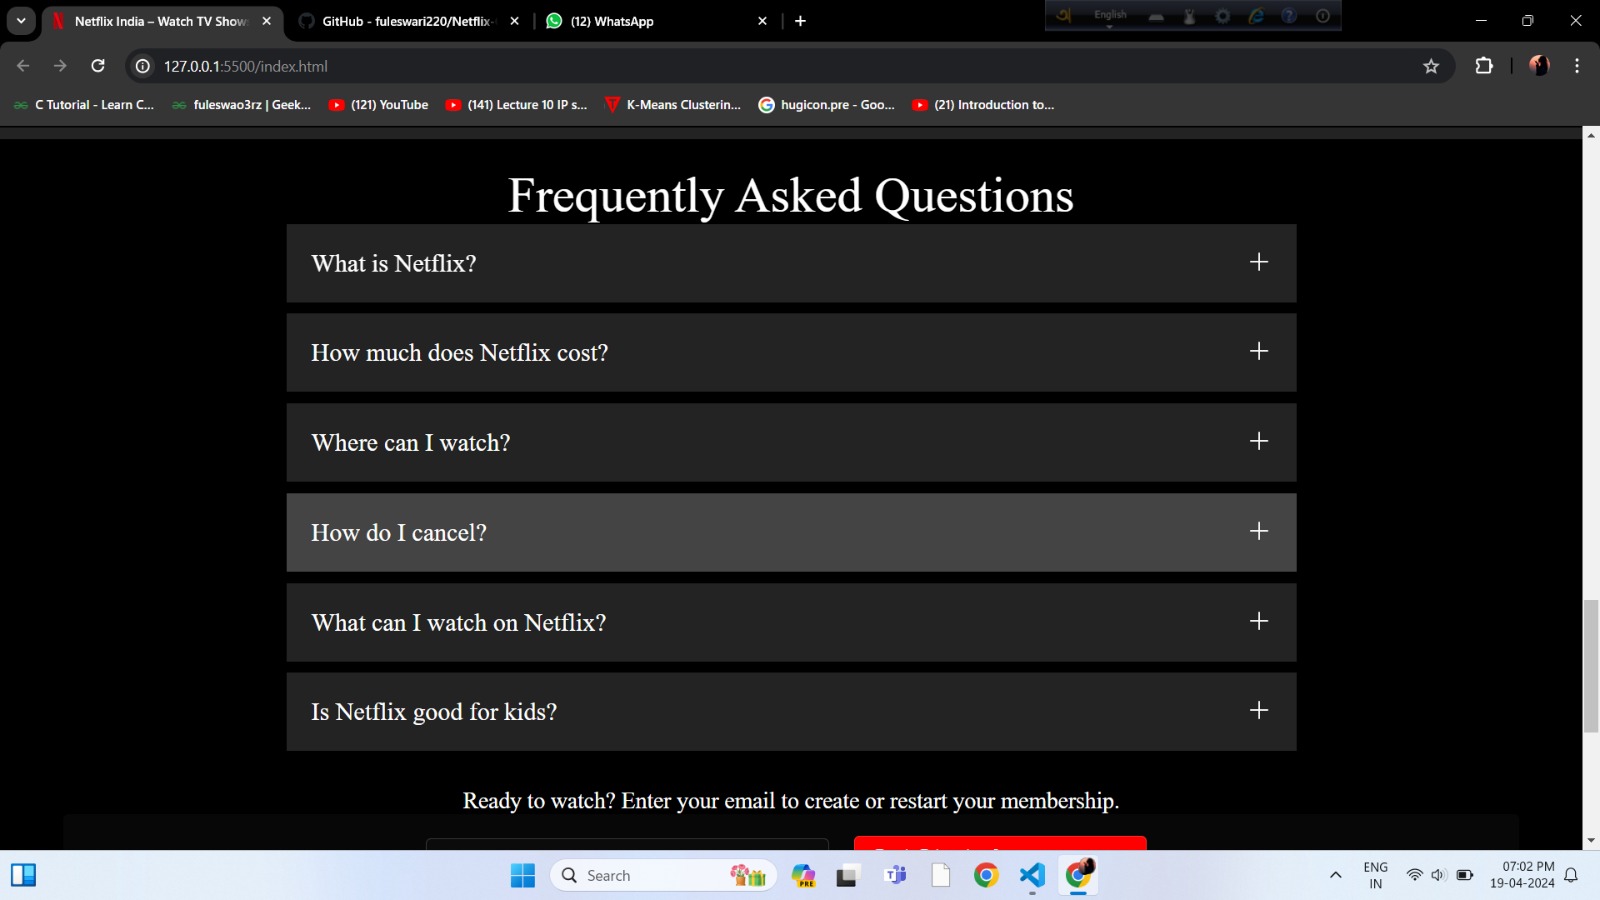 Netflix India – Watch TV Show
GitHub - fuleswari220/Netflix-
(12) WhatsApp
English
127.0.0.1:5500/index.html
C Tutorial - Learn C...
fuleswao3rz | Geek...
(121) YouTube
(141) Lecture 10 IP s...
K-Means Clusterin...
hugicon.pre - Goo...
(21) Introduction to...
Frequently Asked Questions
What is Netflix?
How much does Netflix cost?
Where can I watch?
How do I cancel?
What can I watch on Netflix?
Is Netflix good for kids?
Ready to watch? Enter your email to create or restart your membership.
Search
PRE
ENG
IN
07:02 PM
19-04-2024